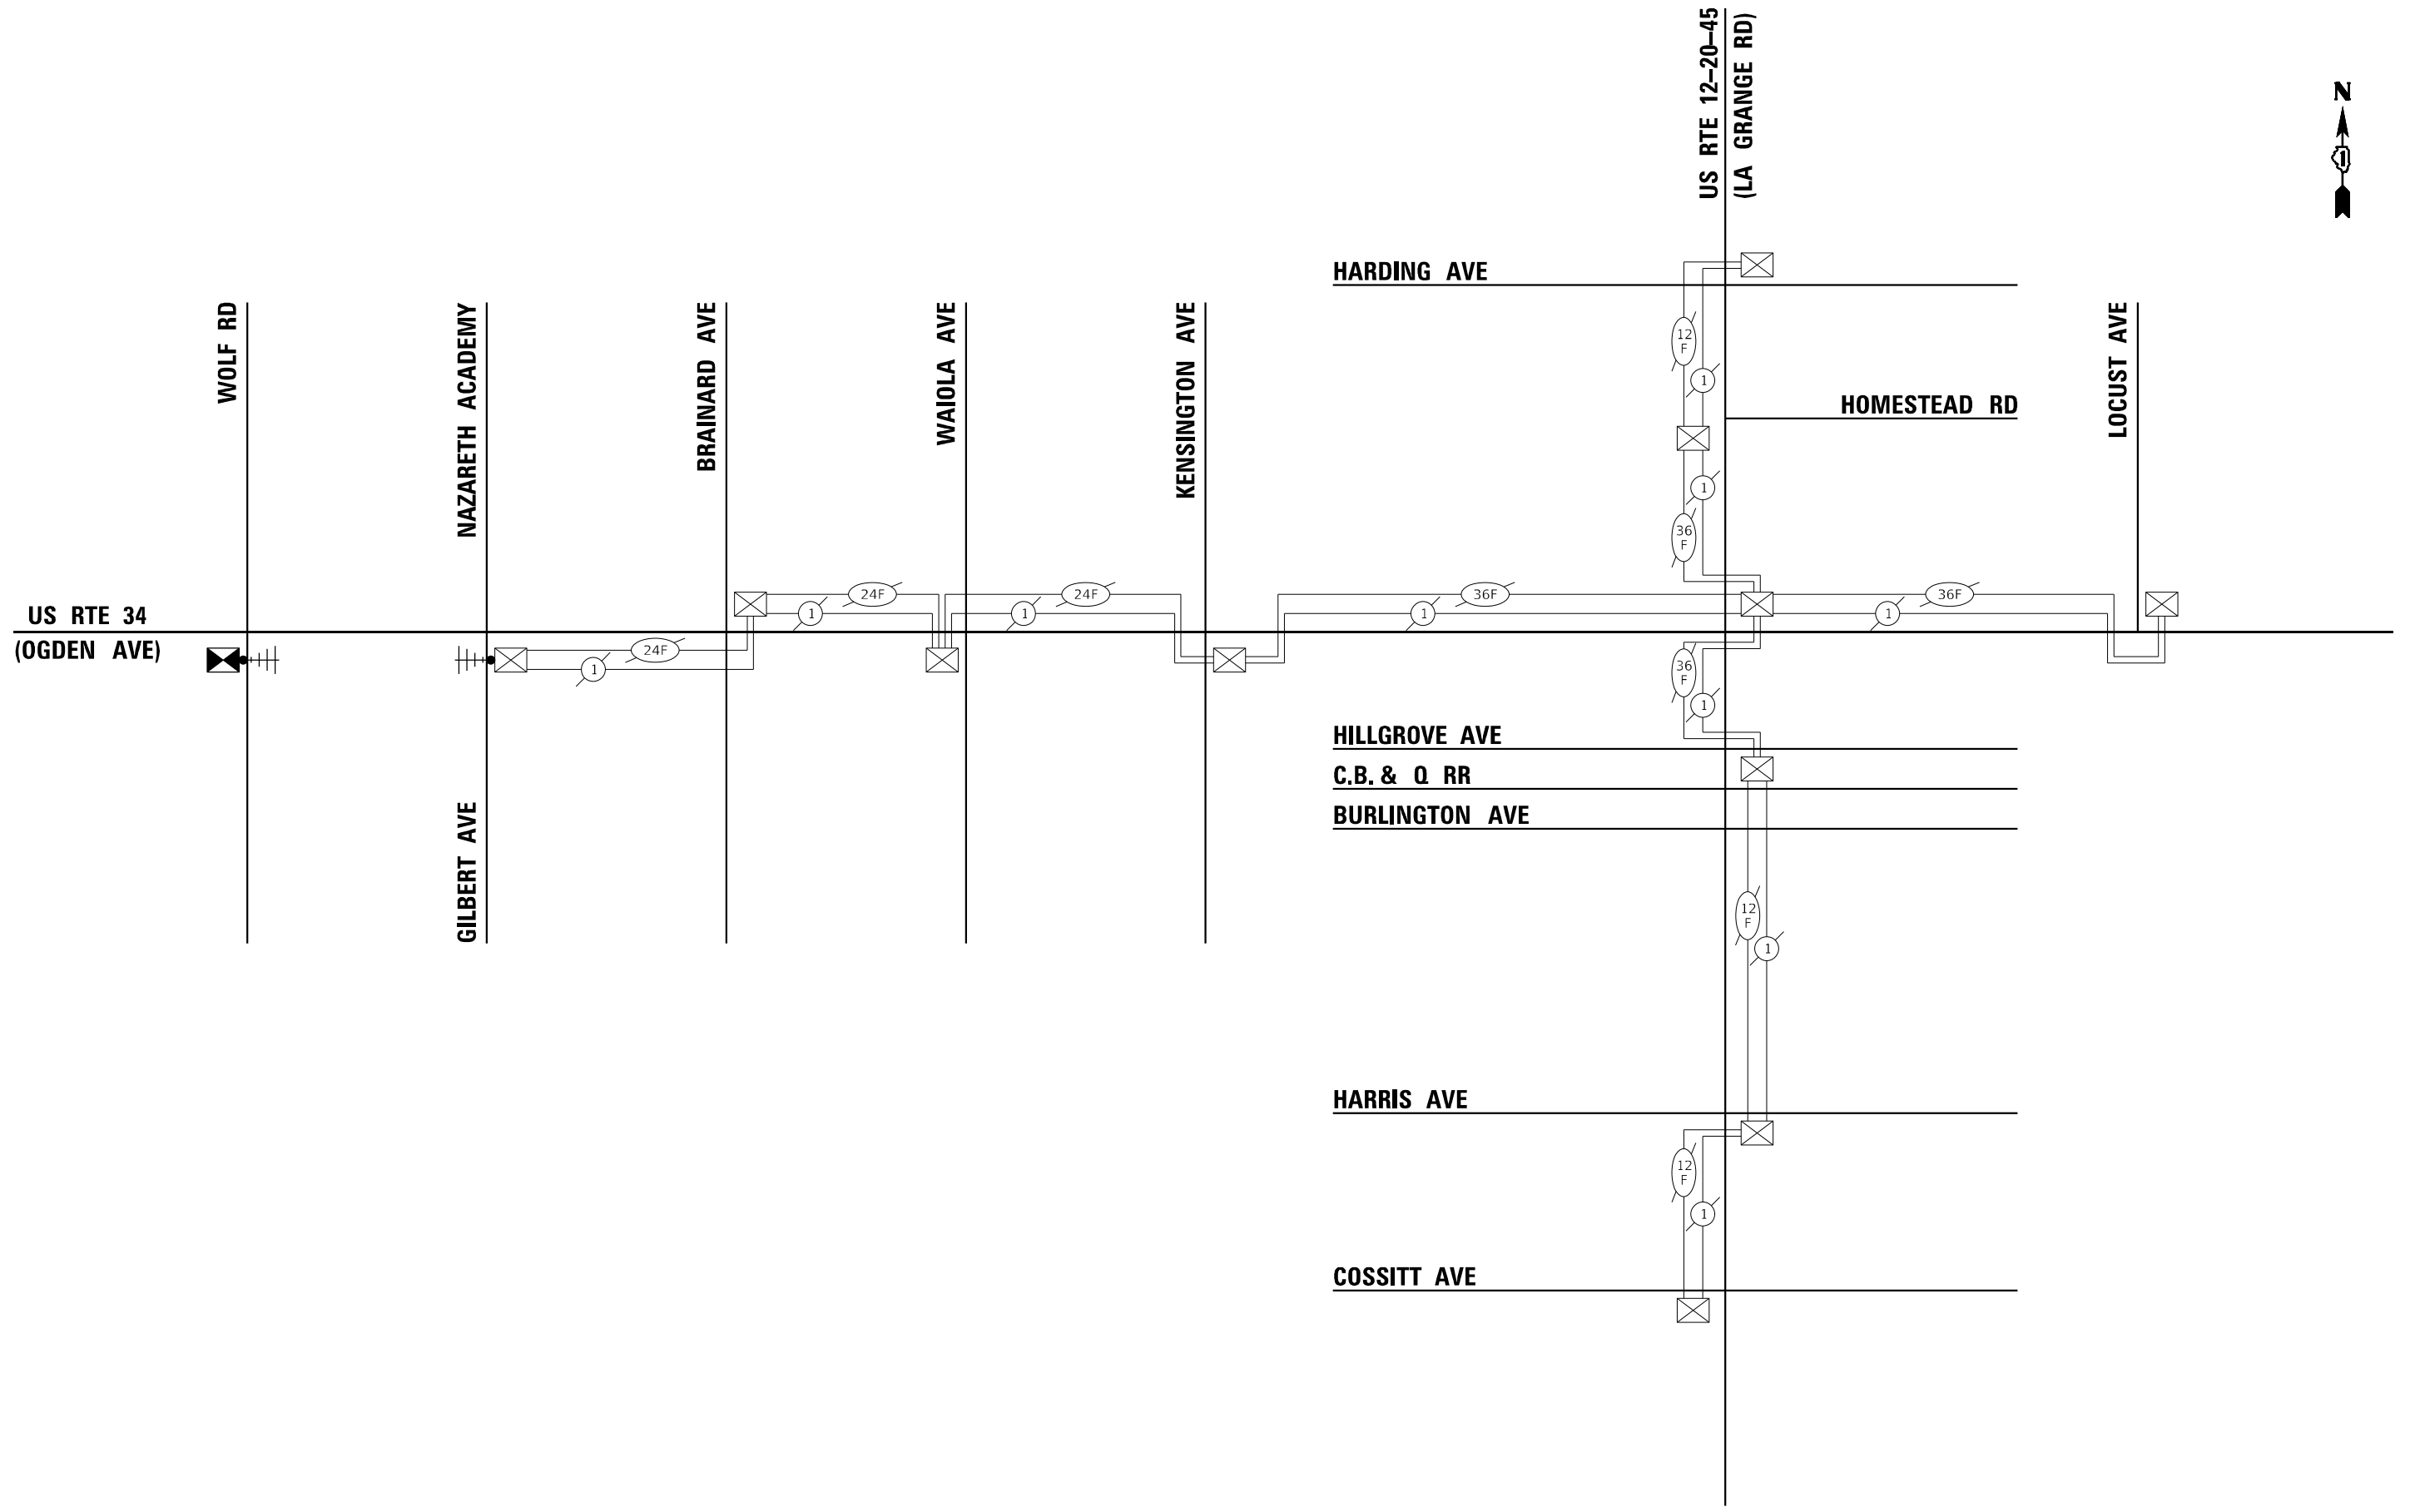 US RTE 12-20-45
(LA GRANGE RD)
N
1
HARDING AVE
WOLF RD
NAZARETH ACADEMY
BRAINARD AVE
WAIOLA AVE
KENSINGTON AVE
LOCUST AVE
12
F
1
HOMESTEAD RD
1
36
F
24F
24F
36F
36F
US RTE 34
1
1
1
1
(OGDEN AVE)
24F
1
36
F
1
HILLGROVE AVE
C.B. & Q RR
BURLINGTON AVE
GILBERT AVE
12
F
1
HARRIS AVE
12
F
1
COSSITT AVE